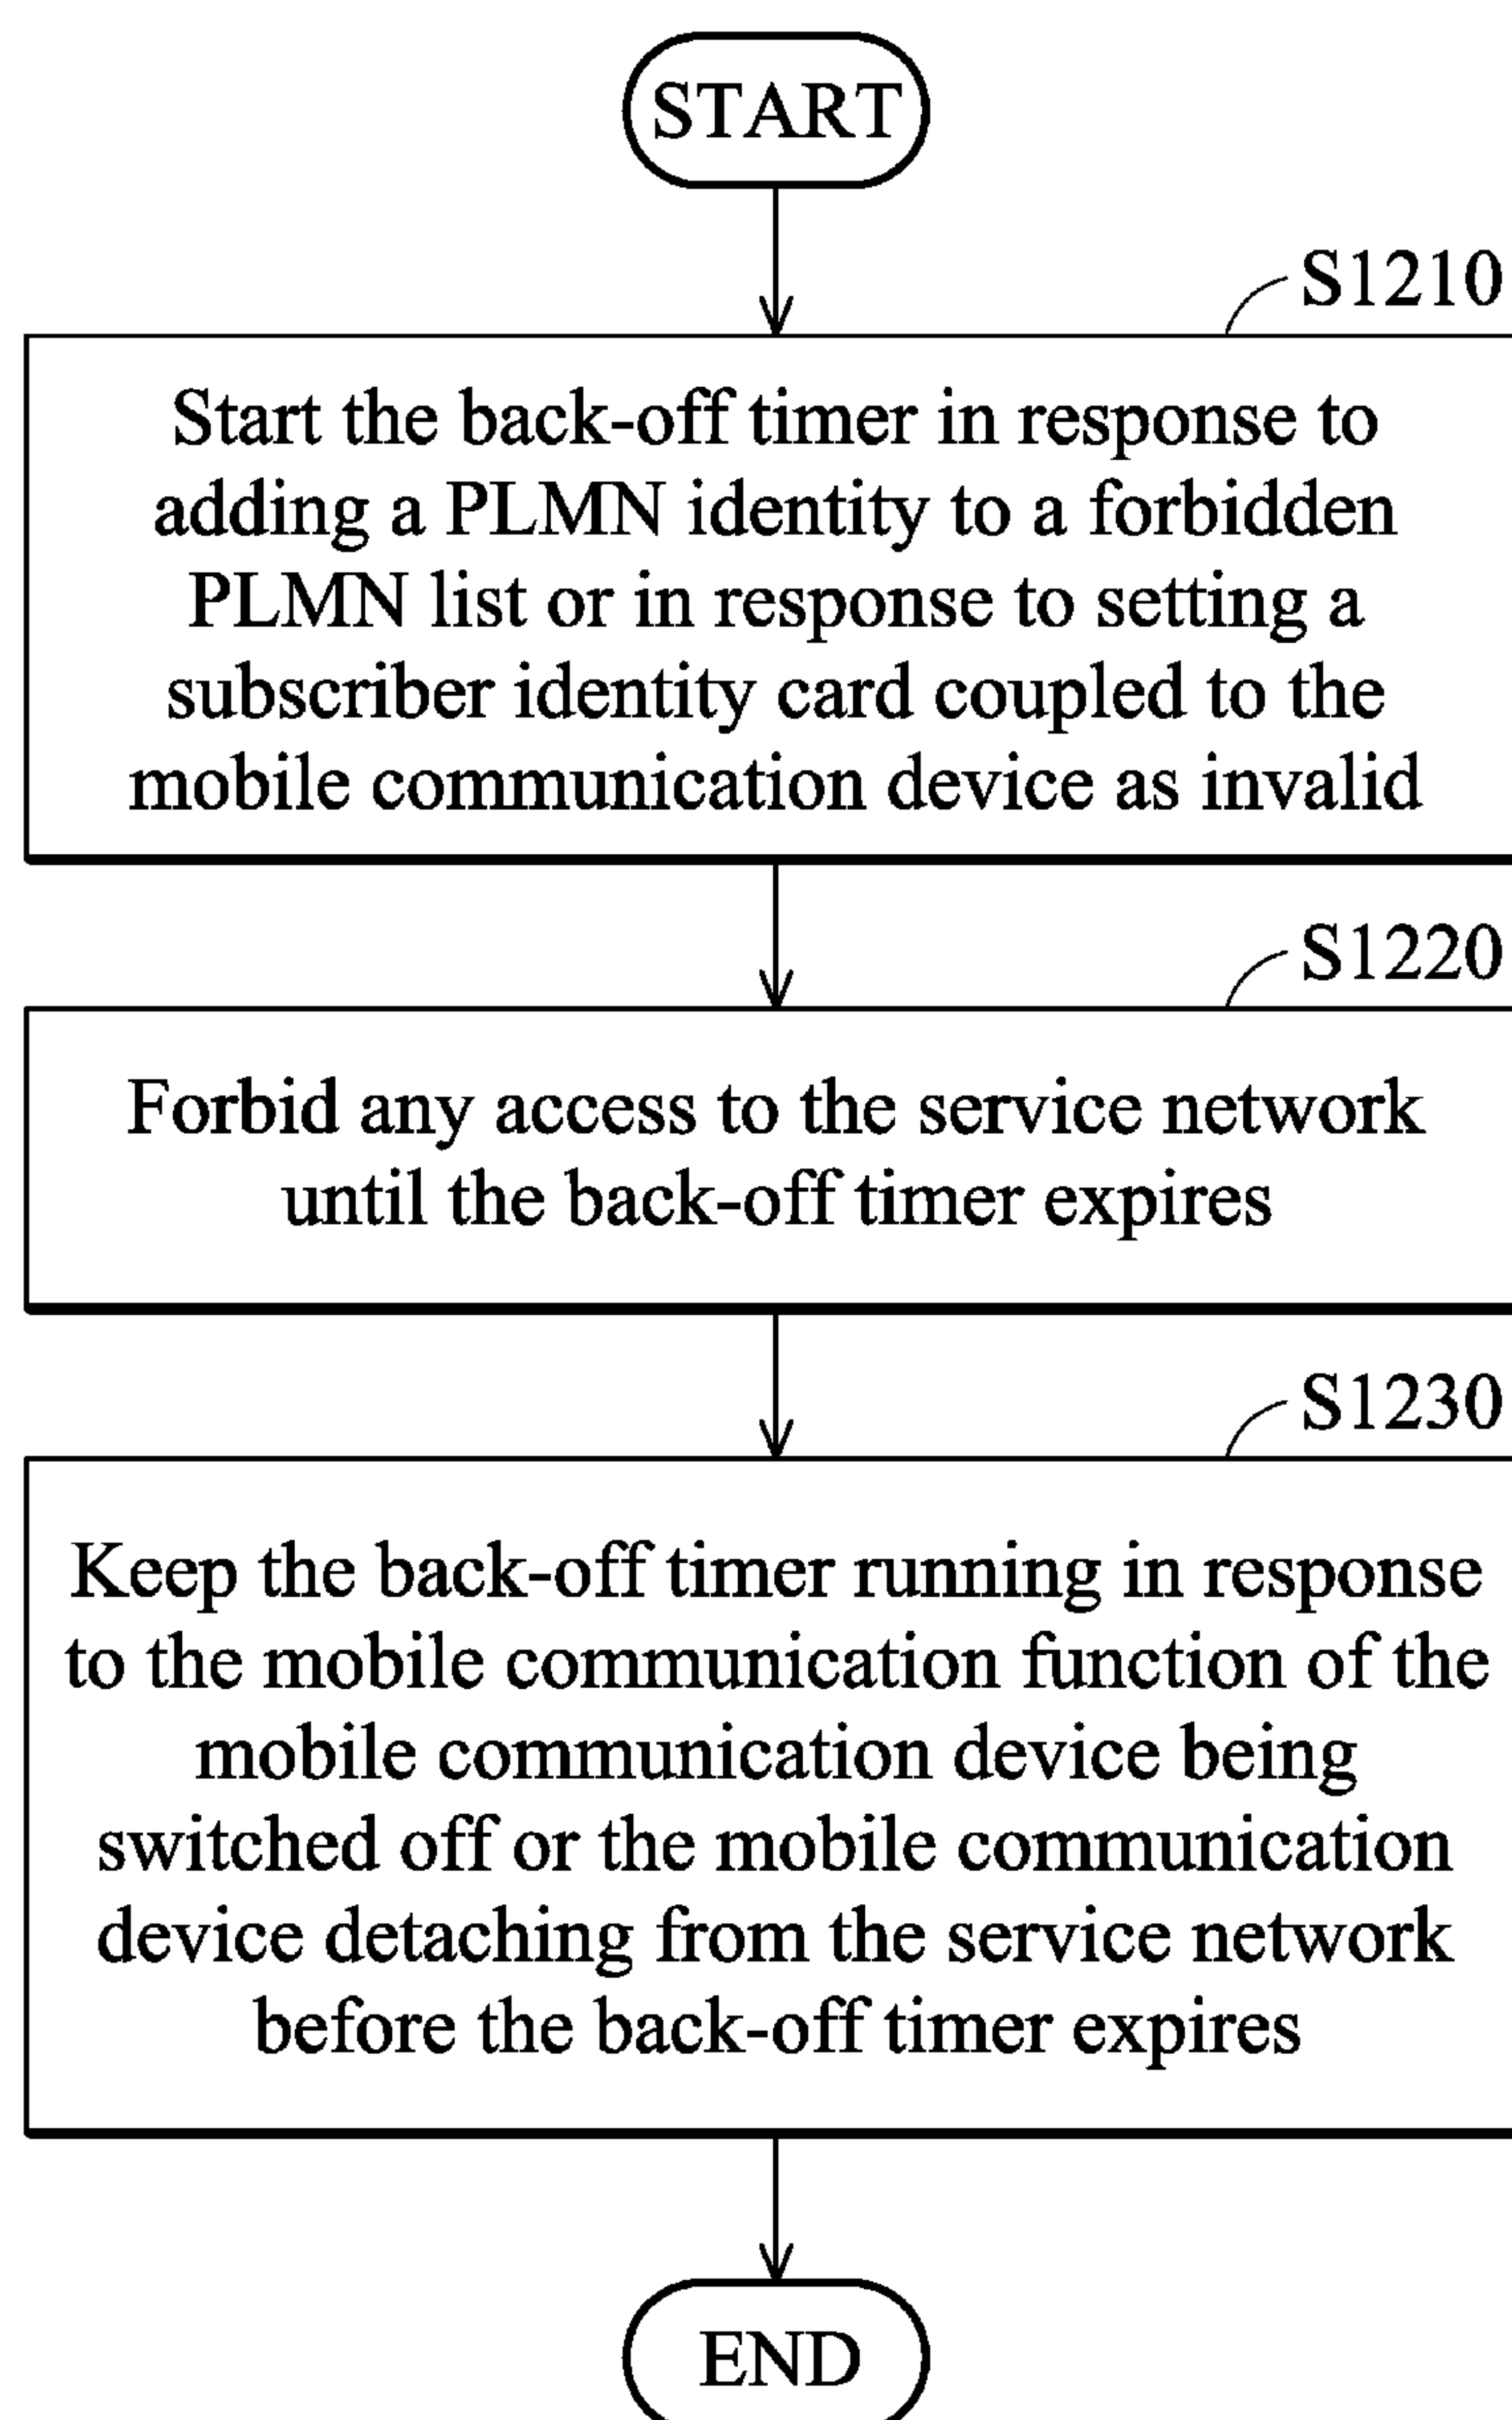 START
S1210
Start the back-off timer in response to
adding a PLMN identity to a forbidden
PLMN list or in response to setting a
subscriber identity card coupled to the
mobile communication device as invalid
S1220
Forbid any access to the service network
until the back-off timer expires
S1230
Keep the back-off timer running in response
to the mobile communication function of the
mobile communication device being
switched off or the mobile communication
device detaching from the service network
before the back-off timer expires
END